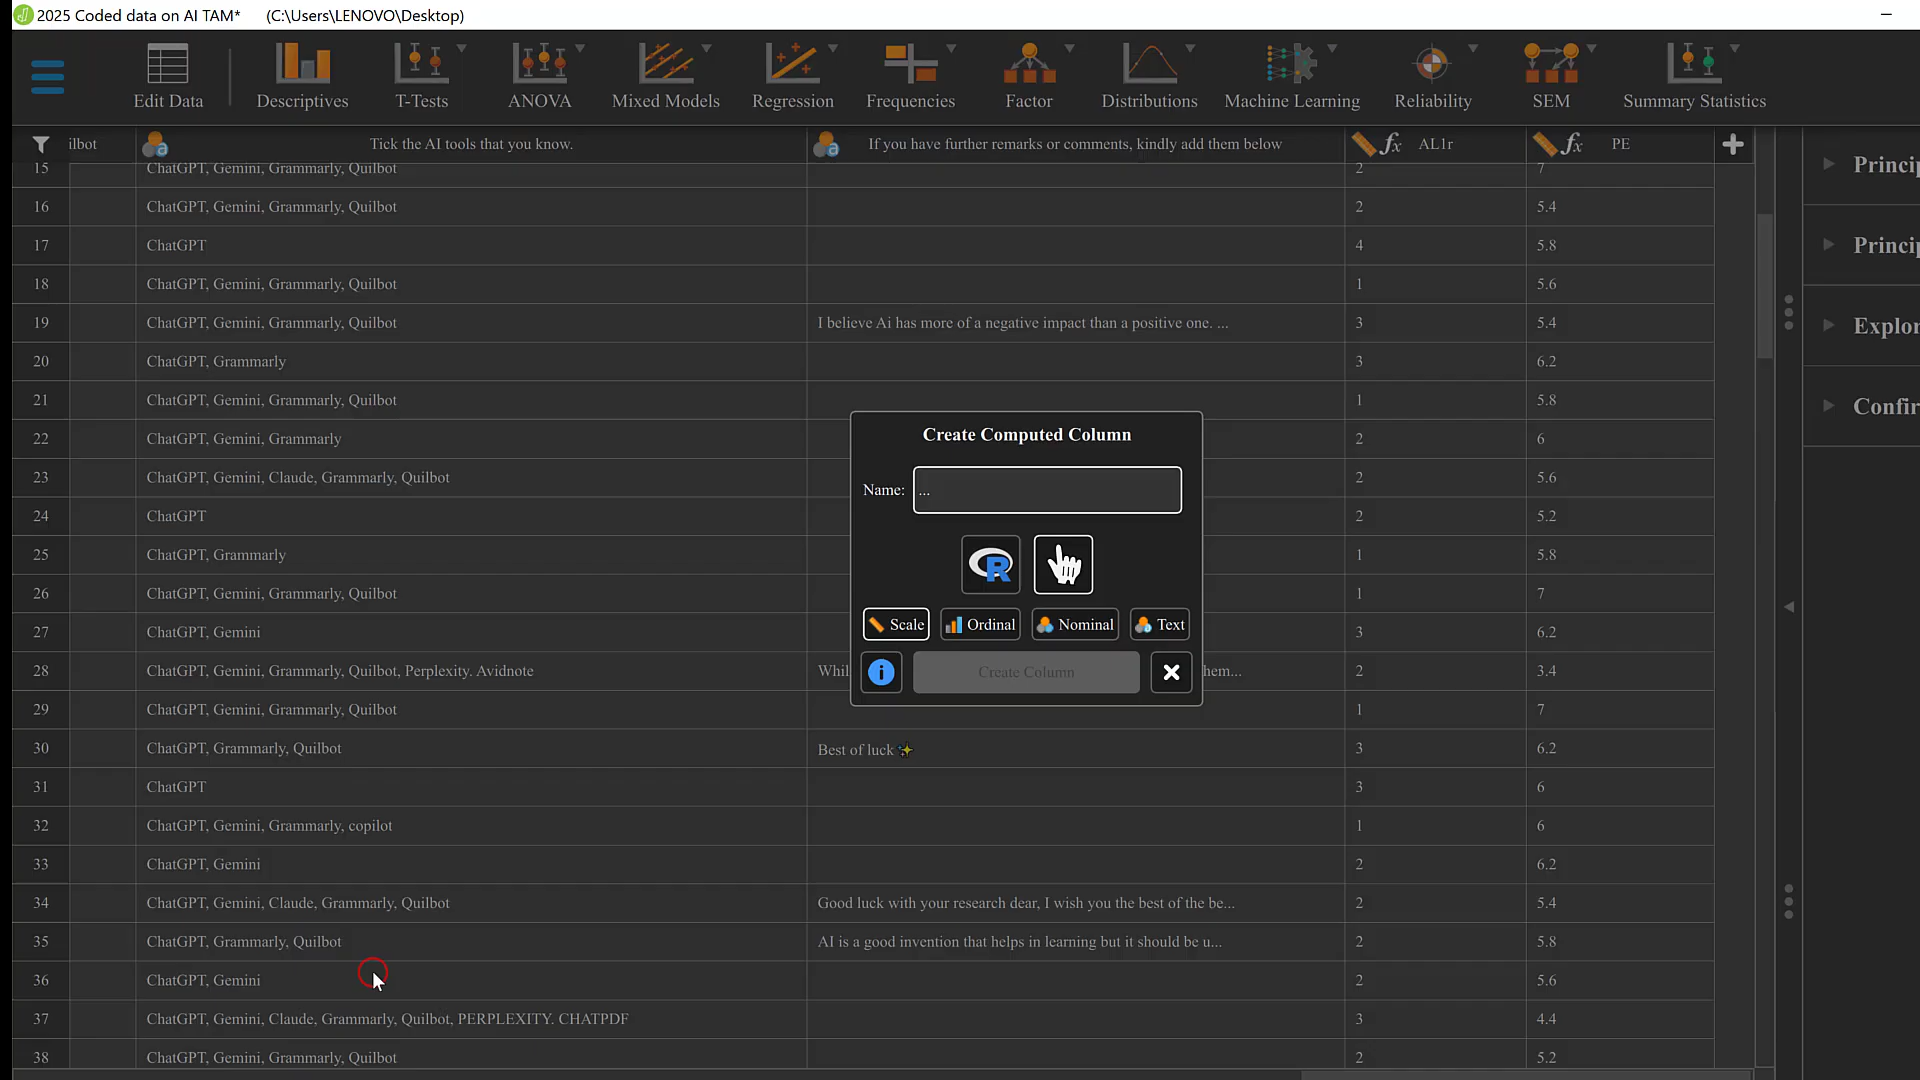 2025 Coded data on AI TAM* (C:\Users\LENOVO\Desktop)
Edit Data Descriptives T-Tests ANOVA Mixed Models Regression Frequencies Factor Distributions Machine Learning Reliability SEM Summary Statistics
ilbot Tick the AI tools that you know. If you have further remarks or comments, kindly add them below fx AL1r fx PE
15 ChatGPT, Gemini, Grammarly, Quilbot 2 7
16 ChatGPT, Gemini, Grammarly, Quilbot 2 5.4
17 ChatGPT 4 5.8
18 ChatGPT, Gemini, Grammarly, Quilbot 1 5.6
19 ChatGPT, Gemini, Grammarly, Quilbot I believe Ai has more of a negative impact than a positive one. ... 3 5.4
20 ChatGPT, Grammarly 3 6.2
21 ChatGPT, Gemini, Grammarly, Quilbot 1 5.8
22 ChatGPT, Gemini, Grammarly 2 6
23 ChatGPT, Gemini, Claude, Grammarly, Quilbot 2 5.6
24 ChatGPT 2 5.2
25 ChatGPT, Grammarly 1 5.8
26 ChatGPT, Gemini, Grammarly, Quilbot 1 7
27 ChatGPT, Gemini 3 6.2
28 ChatGPT, Gemini, Grammarly, Quilbot, Perplexity. Avidnote Whil hem... 2 3.4
29 ChatGPT, Gemini, Grammarly, Quilbot 1 7
30 ChatGPT, Grammarly, Quilbot Best of luck ✨ 3 6.2
31 ChatGPT 3 6
32 ChatGPT, Gemini, Grammarly, copilot 1 6
33 ChatGPT, Gemini 2 6.2
34 ChatGPT, Gemini, Claude, Grammarly, Quilbot Good luck with your research dear, I wish you the best of the be... 2 5.4
35 ChatGPT, Grammarly, Quilbot AI is a good invention that helps in learning but it should be u... 2 5.8
36 ChatGPT, Gemini 2 5.6
37 ChatGPT, Gemini, Claude, Grammarly, Quilbot, PERPLEXITY. CHATPDF 3 4.4
38 ChatGPT, Gemini, Grammarly, Quilbot 2 5.2
Create Computed Column
Name: ...
R
Scale Ordinal Nominal Text
i Create Column
Princi
Princi
Explor
Confir